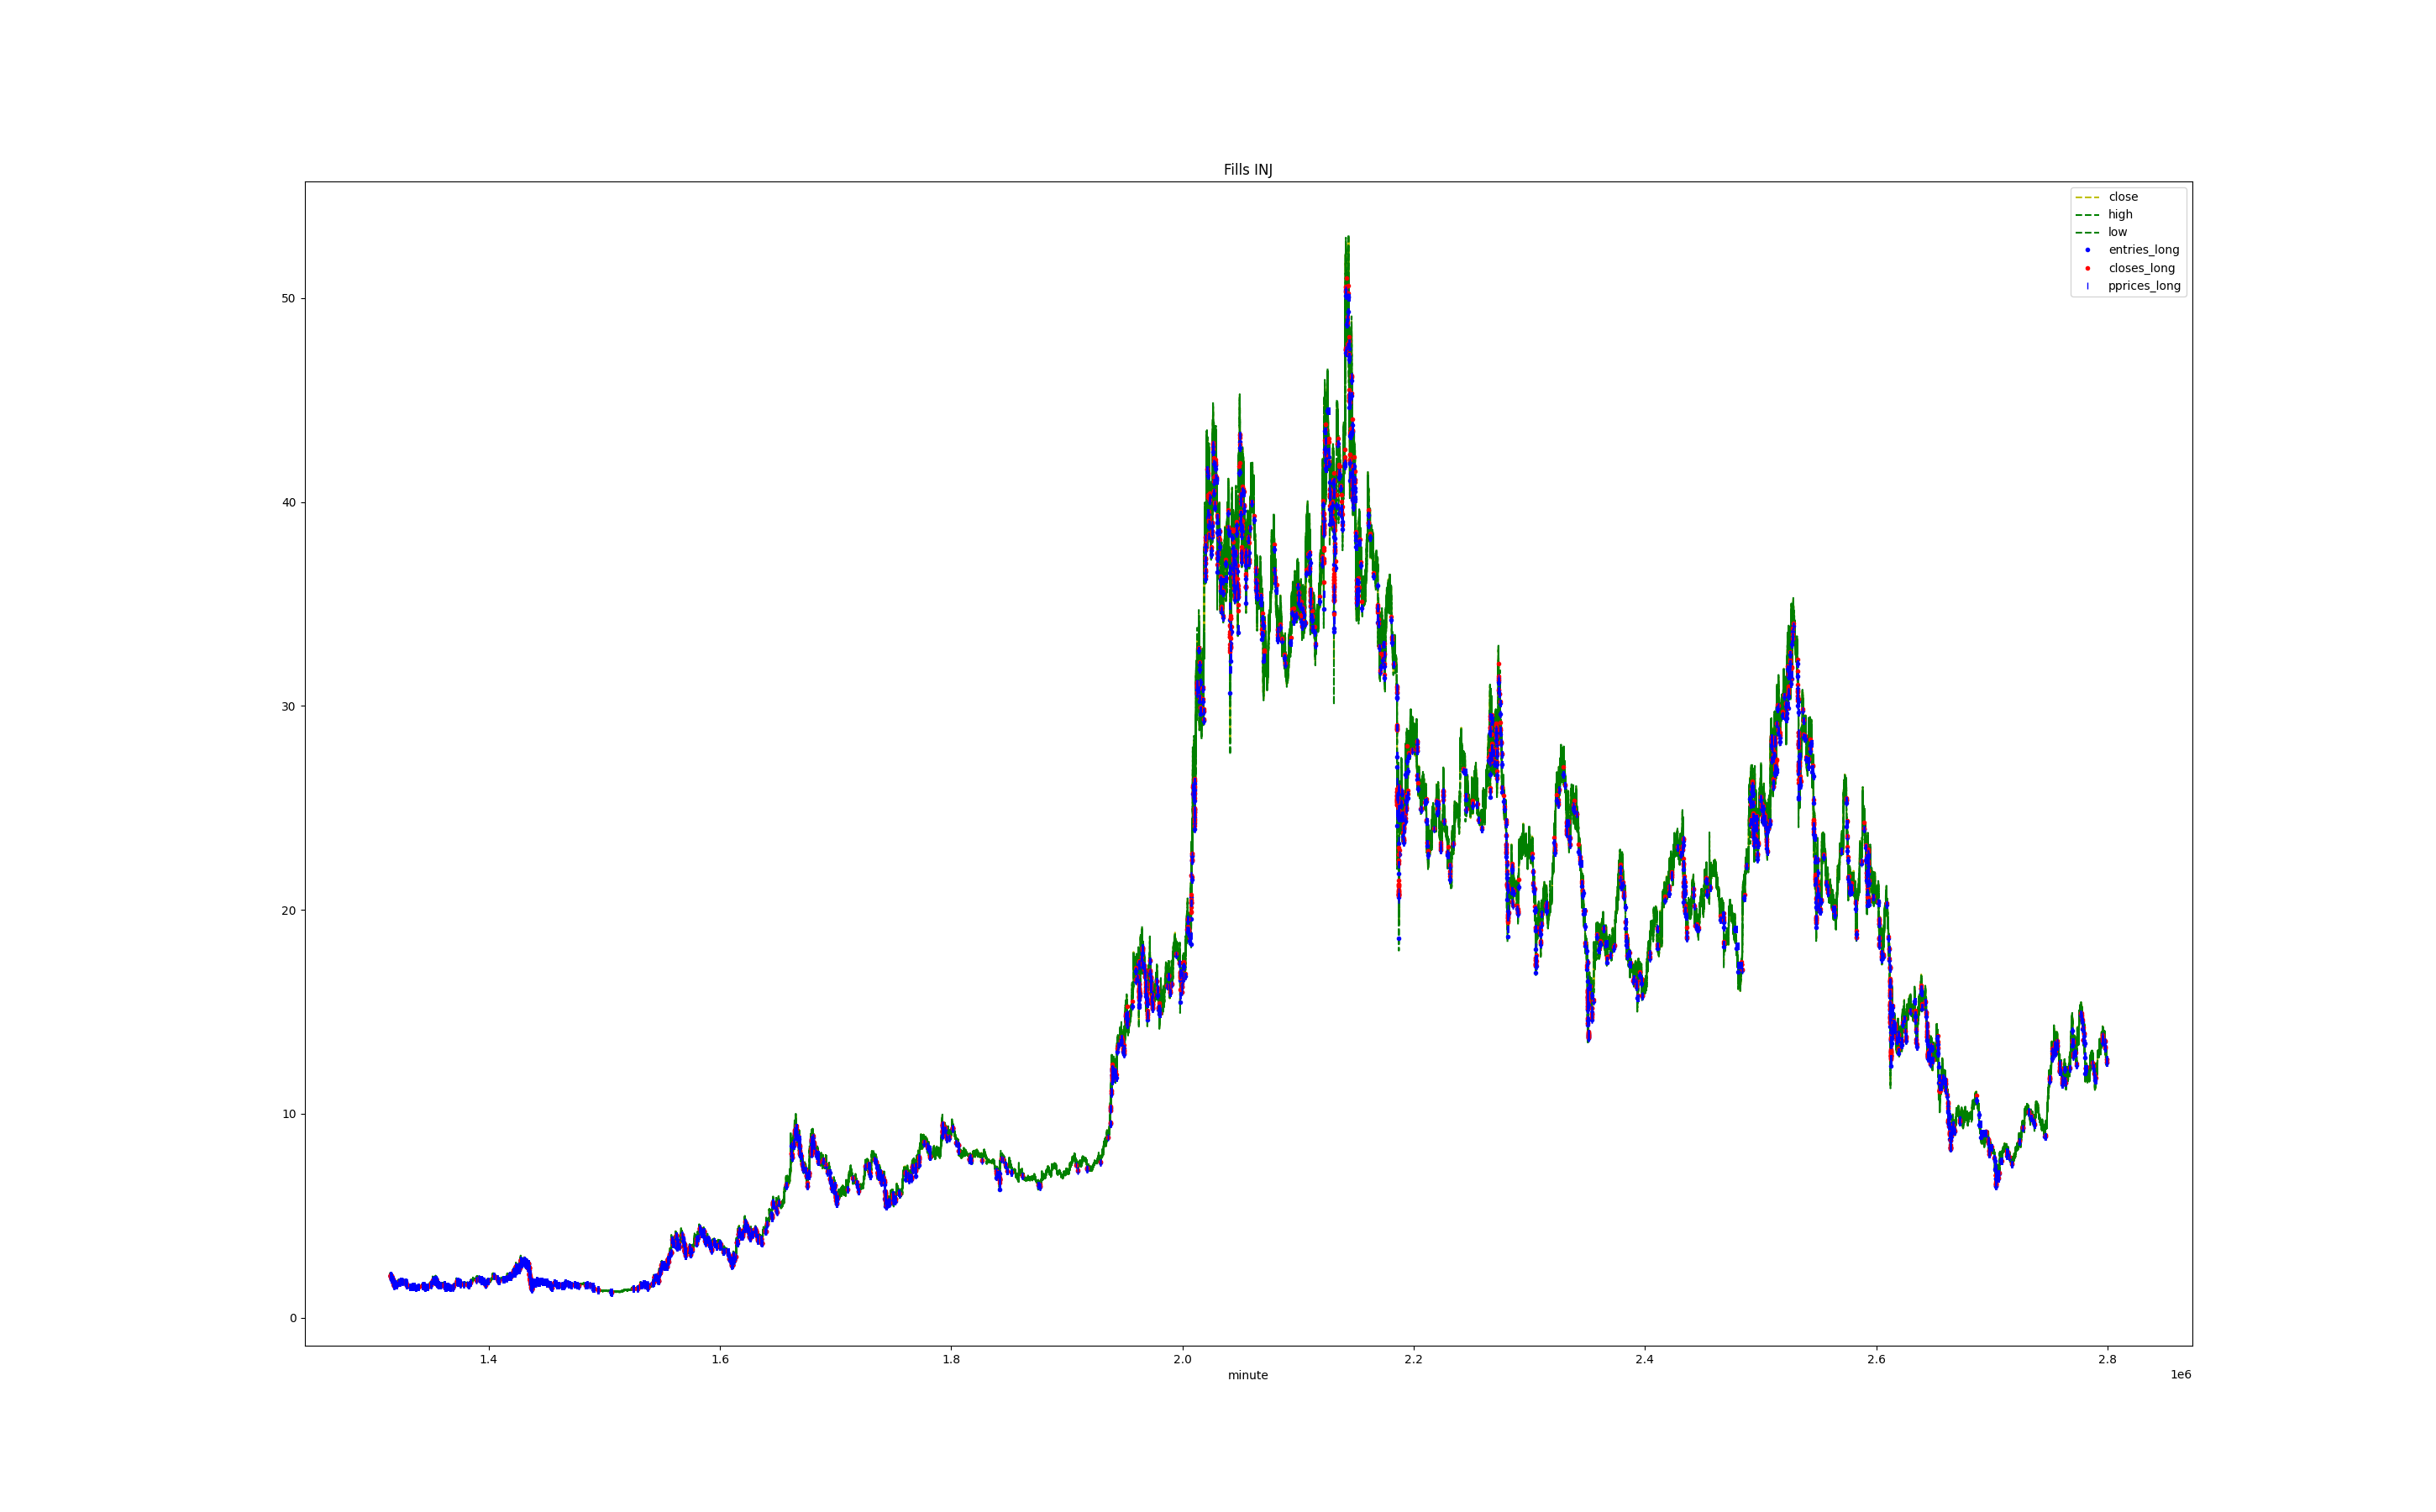 Fills INJ
close
high
low
entries_long
closes_long
pprices_long
50
40
30
20
10
0
1.4 1.6 1.8 2.0 2.2 2.4 2.6 2.8
minute
1e6